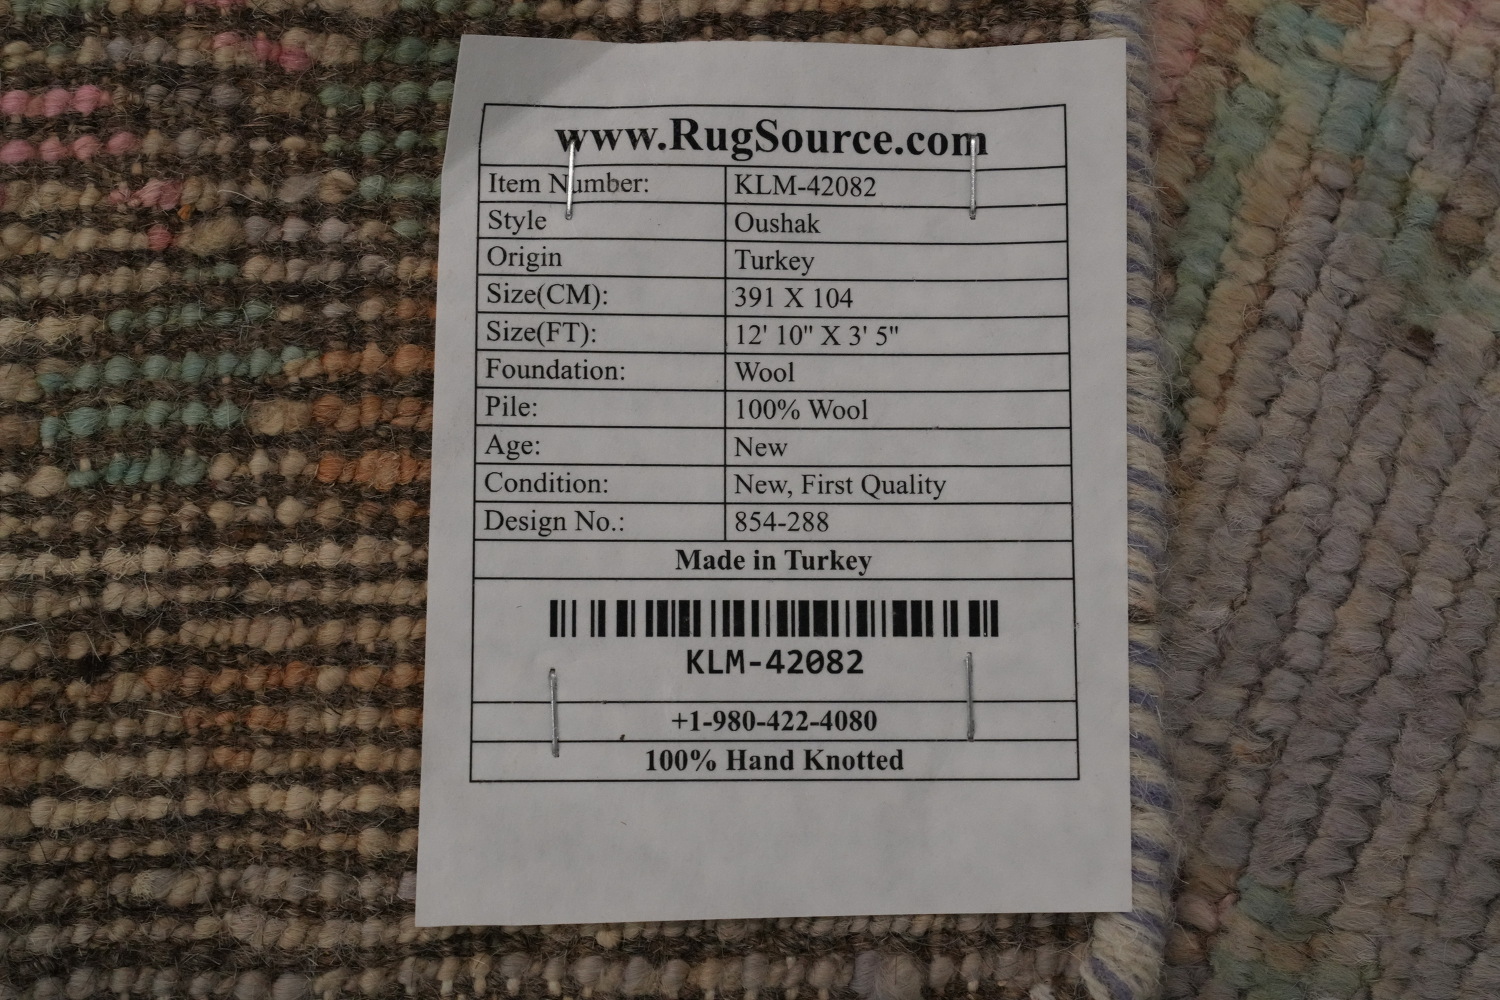 www.RugSource.com
Item Number: KLM-42082
Style Oushak
Origin Turkey
Size(CM): 391 X 104
Size(FT): 12' 10" X 3' 5"
Foundation: Wool
Pile: 100% Wool
Age: New
Condition: New, First Quality
Design No.: 854-288
Made in Turkey
KLM-42082
+1-980-422-4080
100% Hand Knotted